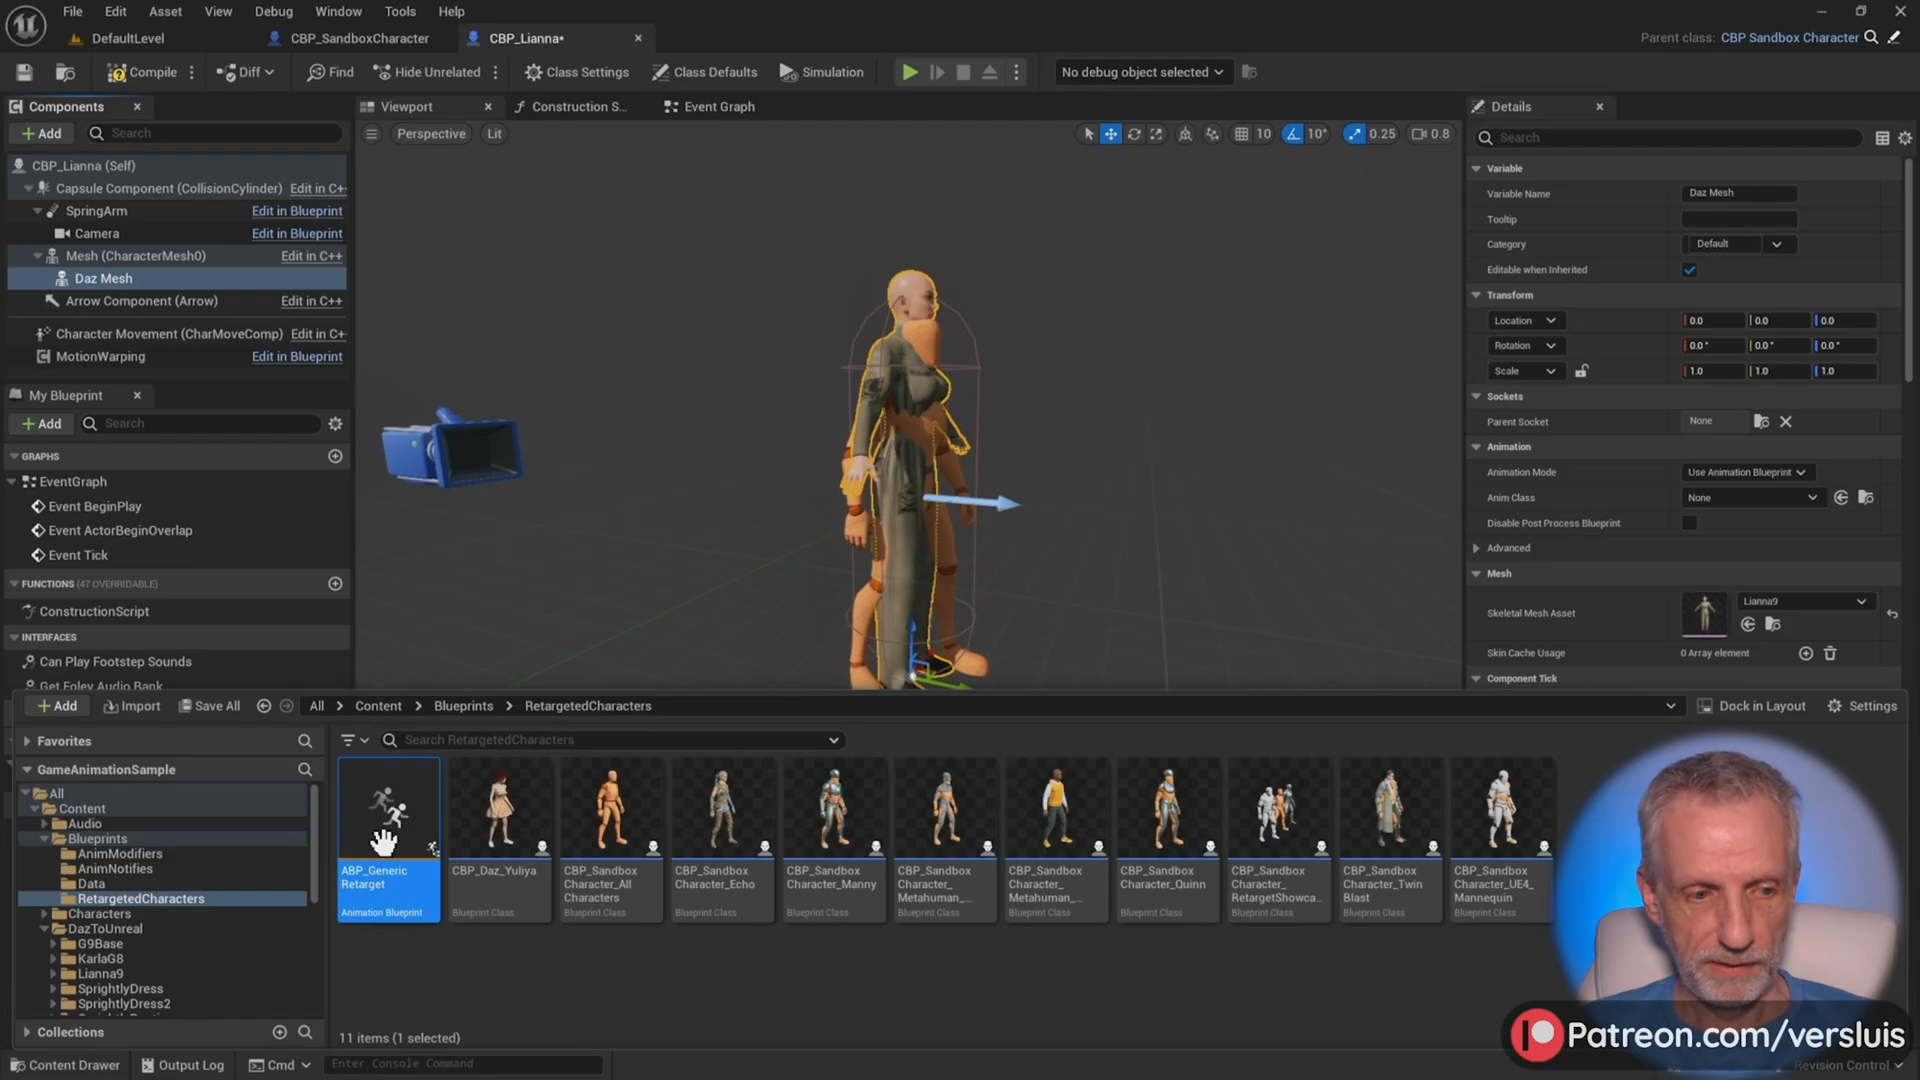 File Edit Asset View Debug Window Tools Help
DefaultLevel CBP_SandboxCharacter CBP_Lianna* Parent class: CBP Sandbox Character
Compile Diff Find Hide Unrelated Class Settings Class Defaults Simulation No debug object selected
Components
Add Search
CBP_Lianna (Self)
Capsule Component (CollisionCylinder) Edit in C+
SpringArm Edit in Blueprint
Camera Edit in Blueprint
Mesh (CharacterMesh0) Edit in C++
Daz Mesh
Arrow Component (Arrow) Edit in C++
Character Movement (CharMoveComp) Edit in C+
MotionWarping Edit in Blueprint
My Blueprint
Add Search
GRAPHS
EventGraph
Event BeginPlay
Event ActorBeginOverlap
Event Tick
FUNCTIONS (47 OVERRIDABLE)
ConstructionScript
INTERFACES
Can Play Footstep Sounds
Get Foley Audio Bank
Viewport Construction S... Event Graph
Perspective Lit 10 10° 0.25 0.8
Details
Search
Variable
Variable Name Daz Mesh
Tooltip
Category Default
Editable when Inherited
Transform
Location 0.0 0.0 0.0
Rotation 0.0 ° 0.0 ° 0.0 °
Scale 1.0 1.0 1.0
Sockets
Parent Socket None
Animation
Animation Mode Use Animation Blueprint
Anim Class None
Disable Post Process Blueprint
Advanced
Mesh
Skeletal Mesh Asset Lianna9
Skin Cache Usage 0 Array element
Component Tick
Add Import Save All All Content Blueprints RetargetedCharacters Dock in Layout Settings
Favorites
GameAnimationSample
All
Content
Audio
Blueprints
AnimModifiers
AnimNotifies
Data
RetargetedCharacters
Characters
DazToUnreal
G9Base
KarlaG8
Lianna9
SprightlyDress
SprightlyDress2
Collections
Search RetargetedCharacters
ABP_Generic
Retarget
Animation Blueprint
CBP_Daz_Yuliya
Blueprint Class
CBP_Sandbox
Character_All
Characters
Blueprint Class
CBP_Sandbox
Character_Echo
Blueprint Class
CBP_Sandbox
Character_Manny
Blueprint Class
CBP_Sandbox
Character_
Metahuman_...
Blueprint Class
CBP_Sandbox
Character_
Metahuman_...
Blueprint Class
CBP_Sandbox
Character_Quinn
Blueprint Class
CBP_Sandbox
Character_
RetargetShowca...
Blueprint Class
CBP_Sandbox
Character_Twin
Blast
Blueprint Class
CBP_Sandbox
Character_UE4_
Mannequin
Blueprint Class
11 items (1 selected)
Patreon.com/versluis
Content Drawer Output Log Cmd Enter Console Command Revision Control